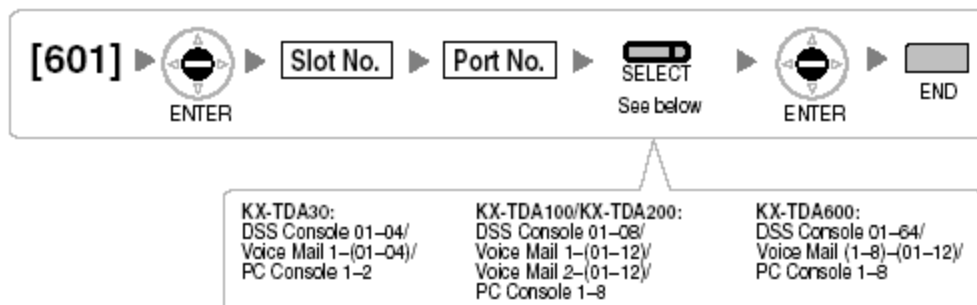 [601] Slot No. Port No. SELECT
See below
ENTER ENTER END
KX-TDA30:
DSS Console 01–04/
Voice Mail 1–(01–04)/
PC Console 1–2
KX-TDA100/KX-TDA200:
DSS Console 01–08/
Voice Mail 1–(01–12)/
Voice Mail 2–(01–12)/
PC Console 1–8
KX-TDA600:
DSS Console 01–64/
Voice Mail (1–8)–(01–12)/
PC Console 1–8